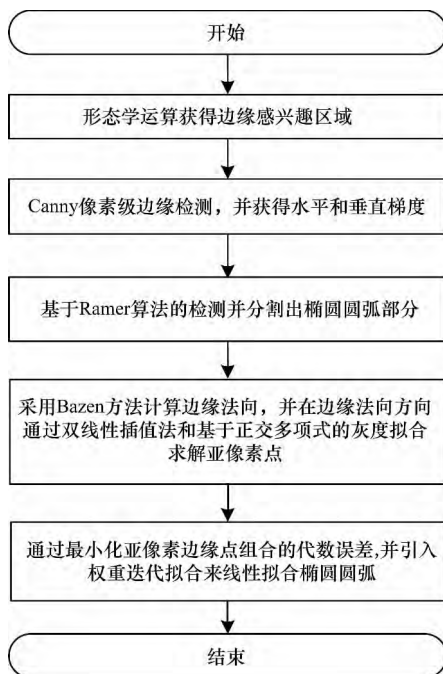 开始
形态学运算获得边缘感兴趣区域
Canny像素级边缘检测，并获得水平和垂直梯度
基于Ramer算法的检测并分割出椭圆圆弧部分
采用Bazen方法计算边缘法向，并在边缘法向方向
通过双线性插值法和基于正交多项式的灰度拟合
求解亚像素点
通过最小化亚像素边缘点组合的代数误差,并引入
权重迭代拟合来线性拟合椭圆圆弧
结束